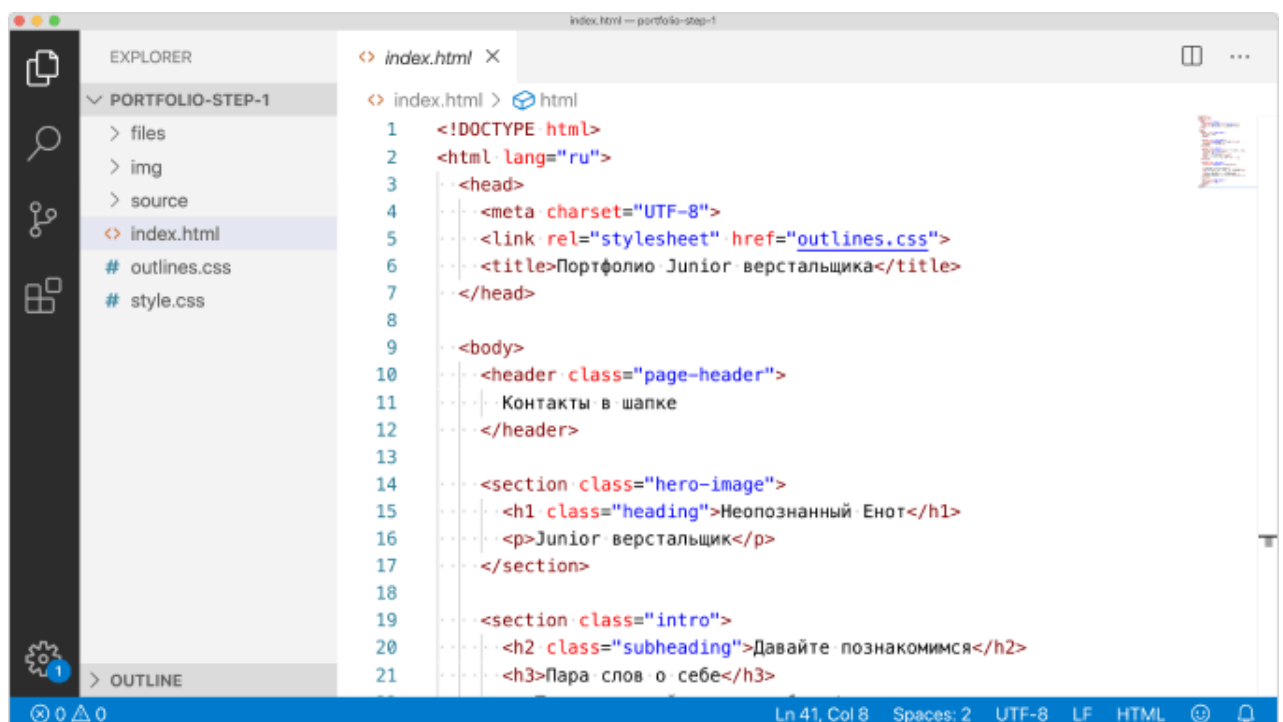 index.html — portfolio-step-1
EXPLORER
index.html
PORTFOLIO-STEP-1
index.html > html
files
img
source
index.html
# outlines.css
# style.css
1 <!DOCTYPE html>
2 <html lang="ru">
3 <head>
4 <meta charset="UTF-8">
5 <link rel="stylesheet" href="outlines.css">
6 <title>Портфолио Junior верстальщика</title>
7 </head>
8
9 <body>
10 <header class="page-header">
11 Контакты в шапке
12 </header>
13
14 <section class="hero-image">
15 <h1 class="heading">Неопознанный Енот</h1>
16 <p>Junior верстальщик</p>
17 </section>
18
19 <section class="intro">
20 <h2 class="subheading">Давайте познакомимся</h2>
21 <h3>Пара слов о себе</h3>
1
OUTLINE
0 0
Ln 41, Col 8 Spaces: 2 UTF-8 LF HTML